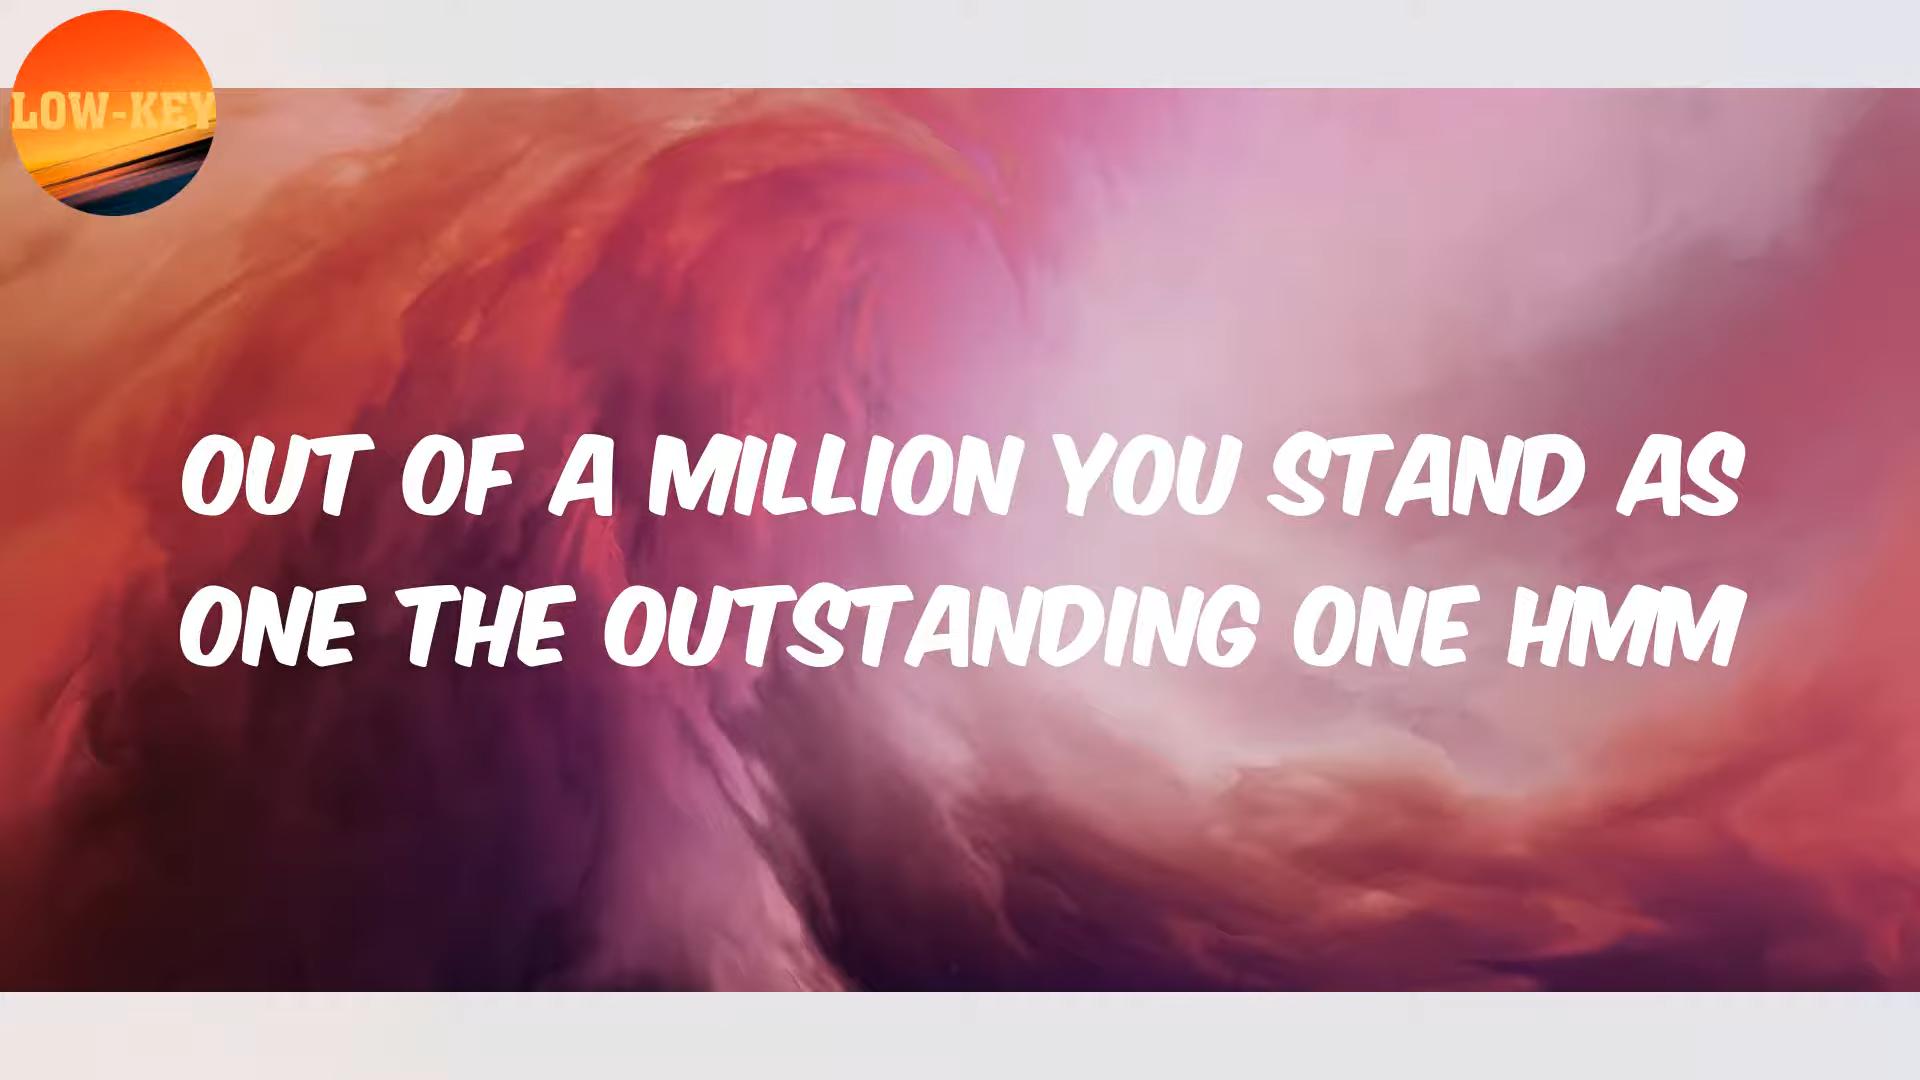 LOW-KEY
OUT OF A MILLION YOU STAND AS
ONE THE OUTSTANDING ONE HMM